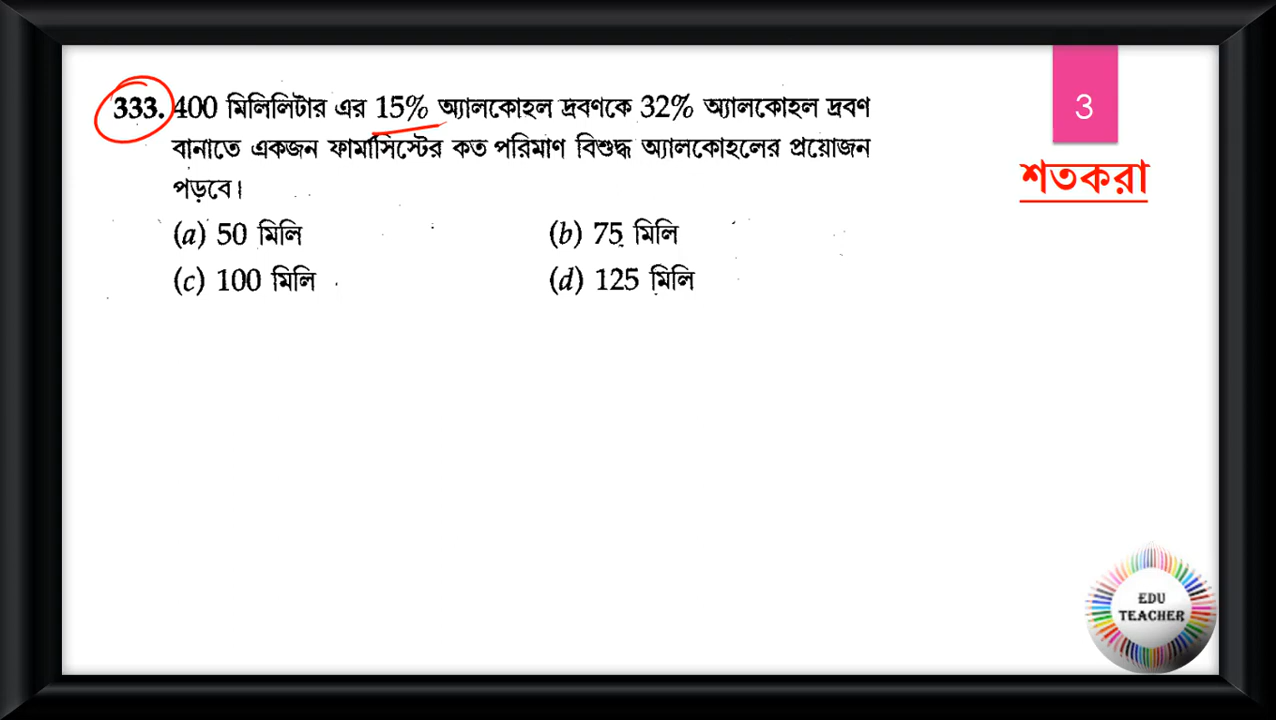 333. 400 মিলিলিটার এর 15% অ্যালকোহল দ্রবণকে 32% অ্যালকোহল দ্রবণ
বানাতে একজন ফার্মাসিস্টের কত পরিমাণ বিশুদ্ধ অ্যালকোহলের প্রয়োজন
পড়বে।
(a) 50 মিলি (b) 75 মিলি
(c) 100 মিলি (d) 125 মিলি
3
শতকরা
EDU
TEACHER